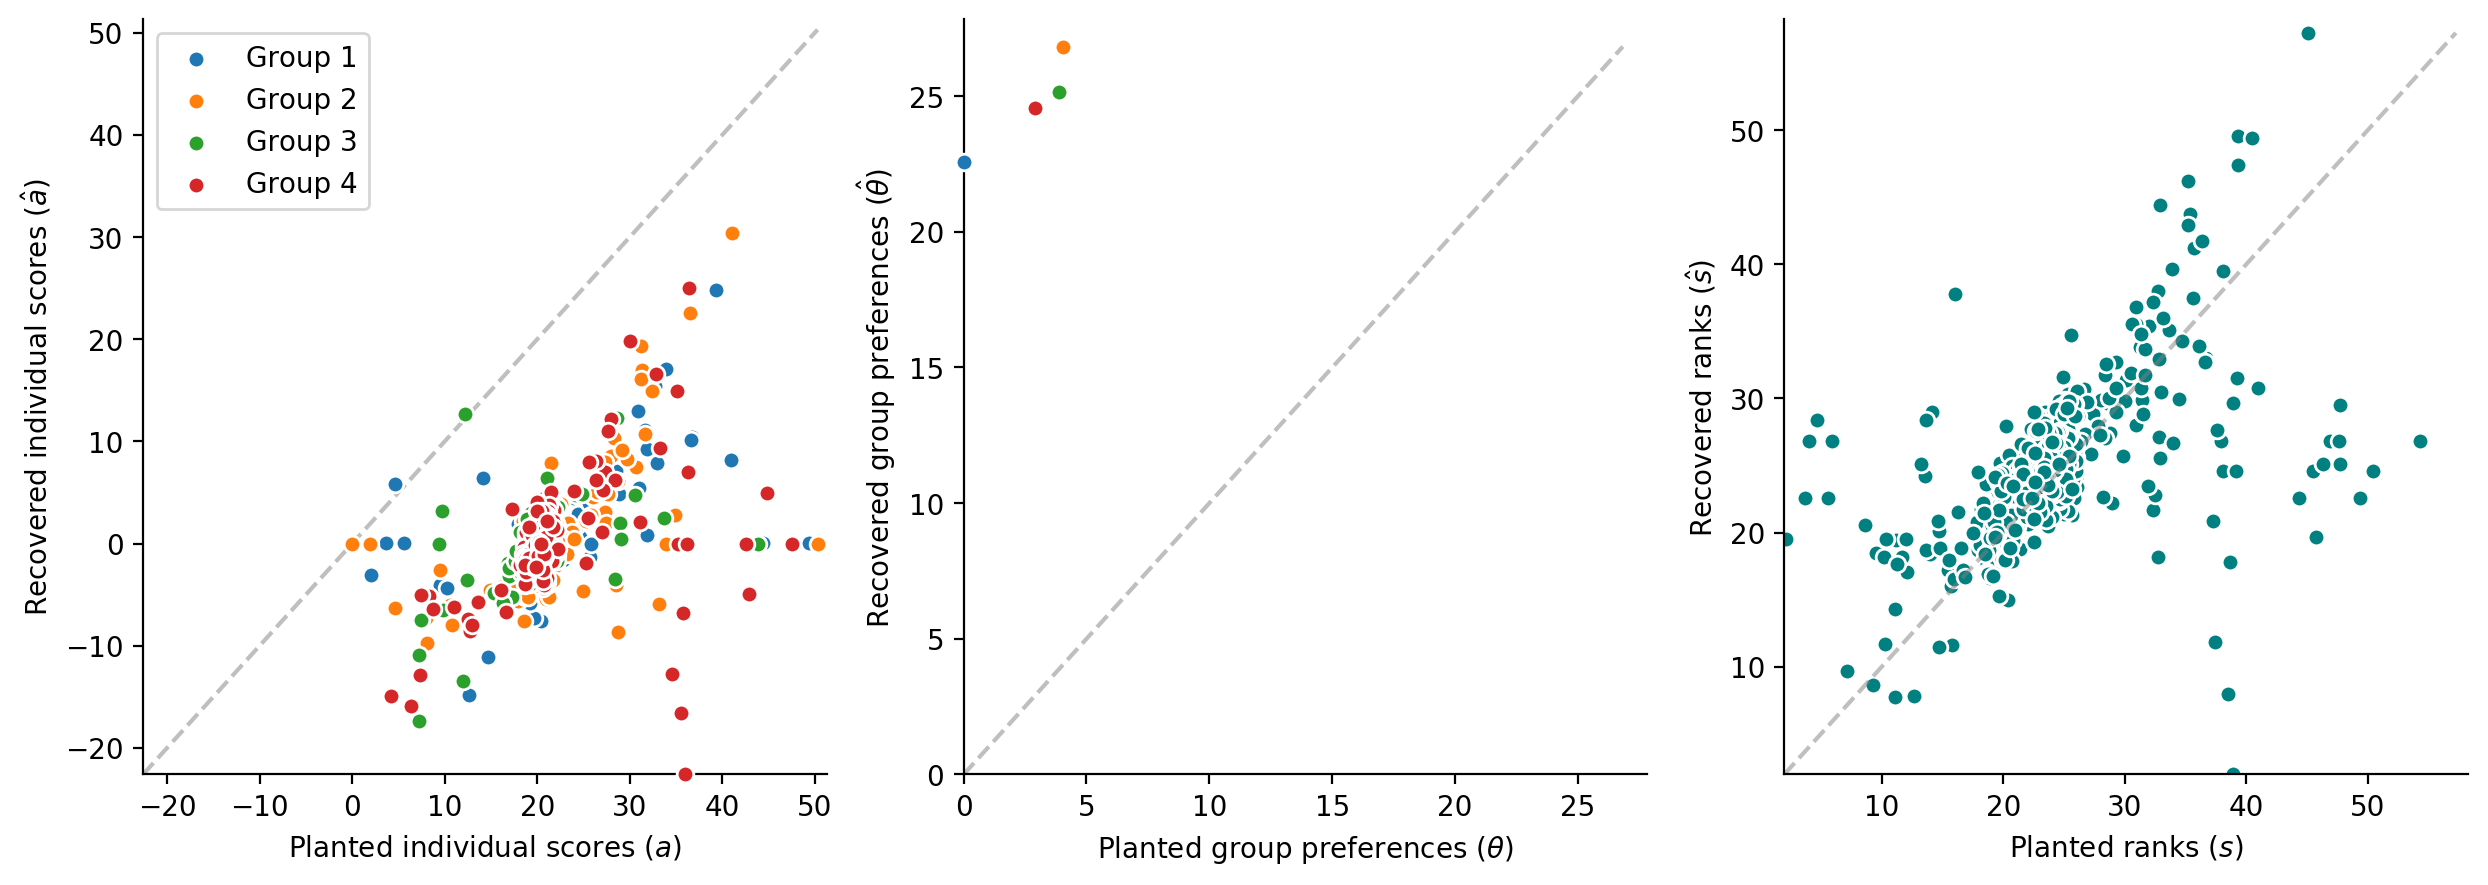 Group 1
Group 2
Group 3
Group 4
50
40
30
20
10
0
−10
−20
Recovered individual scores (â)
−20 −10 0 10 20 30 40 50
Planted individual scores (a)
25
20
15
10
5
0
Recovered group preferences (θ̂)
0 5 10 15 20 25
Planted group preferences (θ)
50
40
30
20
10
Recovered ranks (ŝ)
10 20 30 40 50
Planted ranks (s)